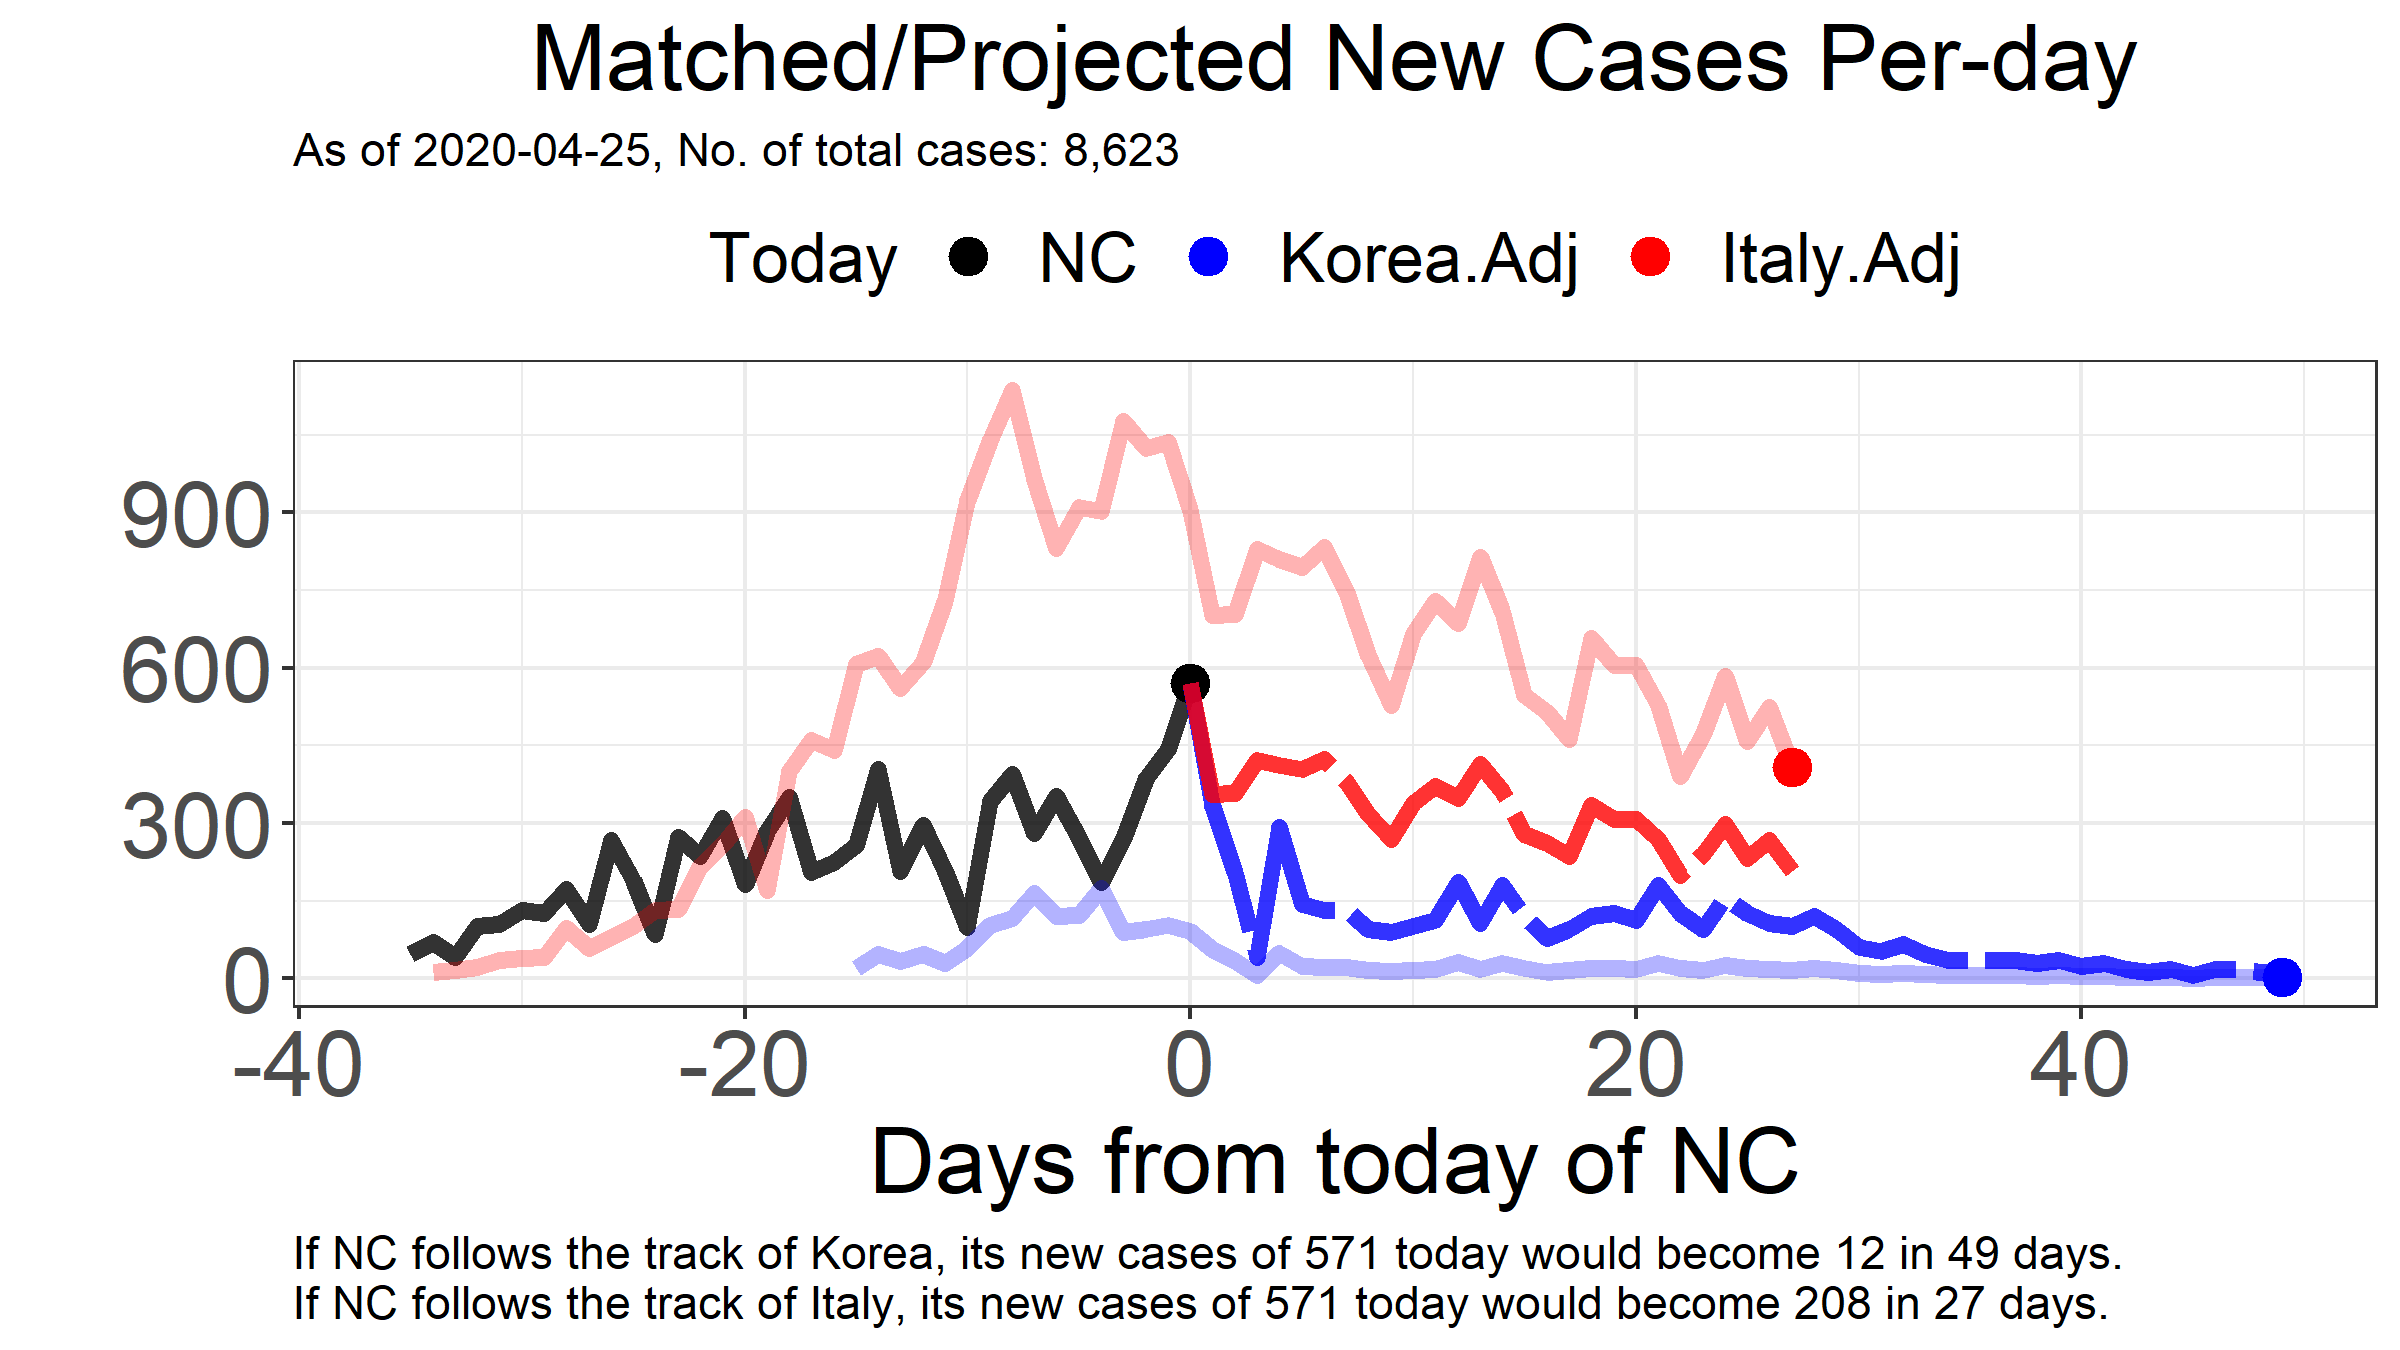 Matched/Projected New Cases Per-day
As of 2020-04-25, No. of total cases: 8,623
Today NC Korea.Adj Italy.Adj
900
600
300
0
-40 -20 0 20 40
Days from today of NC
If NC follows the track of Korea, its new cases of 571 today would become 12 in 49 days.
If NC follows the track of Italy, its new cases of 571 today would become 208 in 27 days.